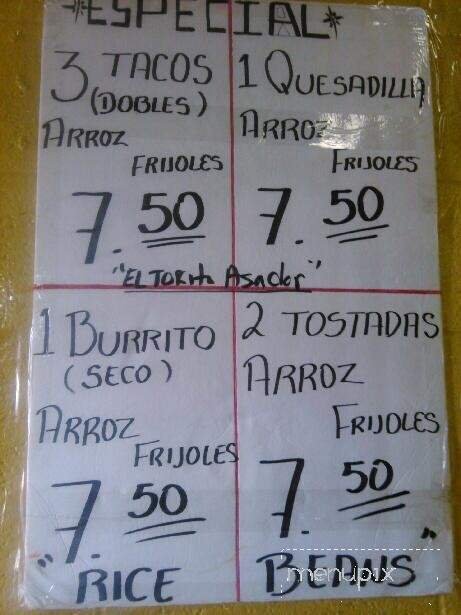 *ESPECIAL*
3 TACOS
(DOBLES)
ARROZ
FRIJOLES
7.50
1 QUESADILLA
ARROZ
FRIJOLES
7.50
"EL TORITO Asador"
1 BURRITO
(SECO)
ARROZ
FRIJOLES
7.50
2 TOSTADAS
ARROZ
FRIJOLES
7.50
"RICE BEANS"
menupix